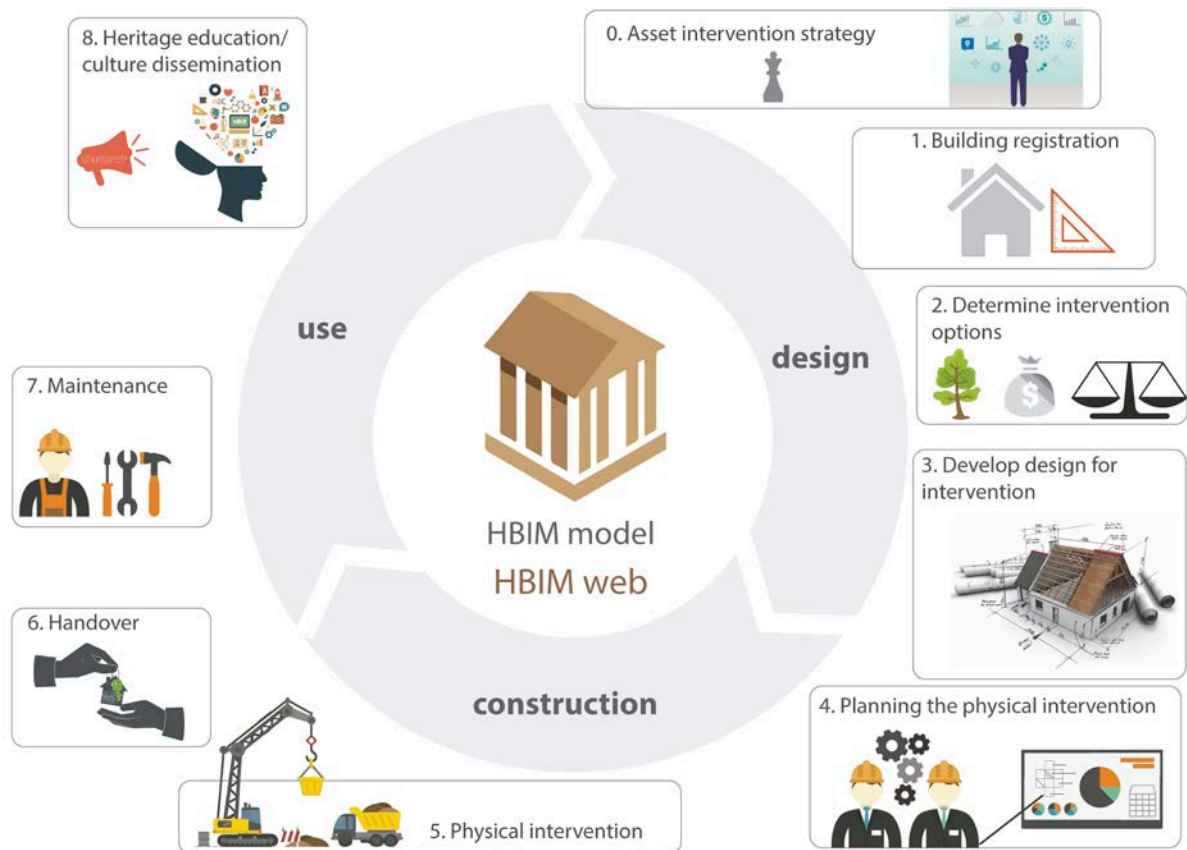 8. Heritage education/
culture dissemination
0. Asset intervention strategy
1. Building registration
2. Determine intervention
options
3. Develop design for
intervention
4. Planning the physical intervention
5. Physical intervention
6. Handover
7. Maintenance
use
design
construction
HBIM model
HBIM web